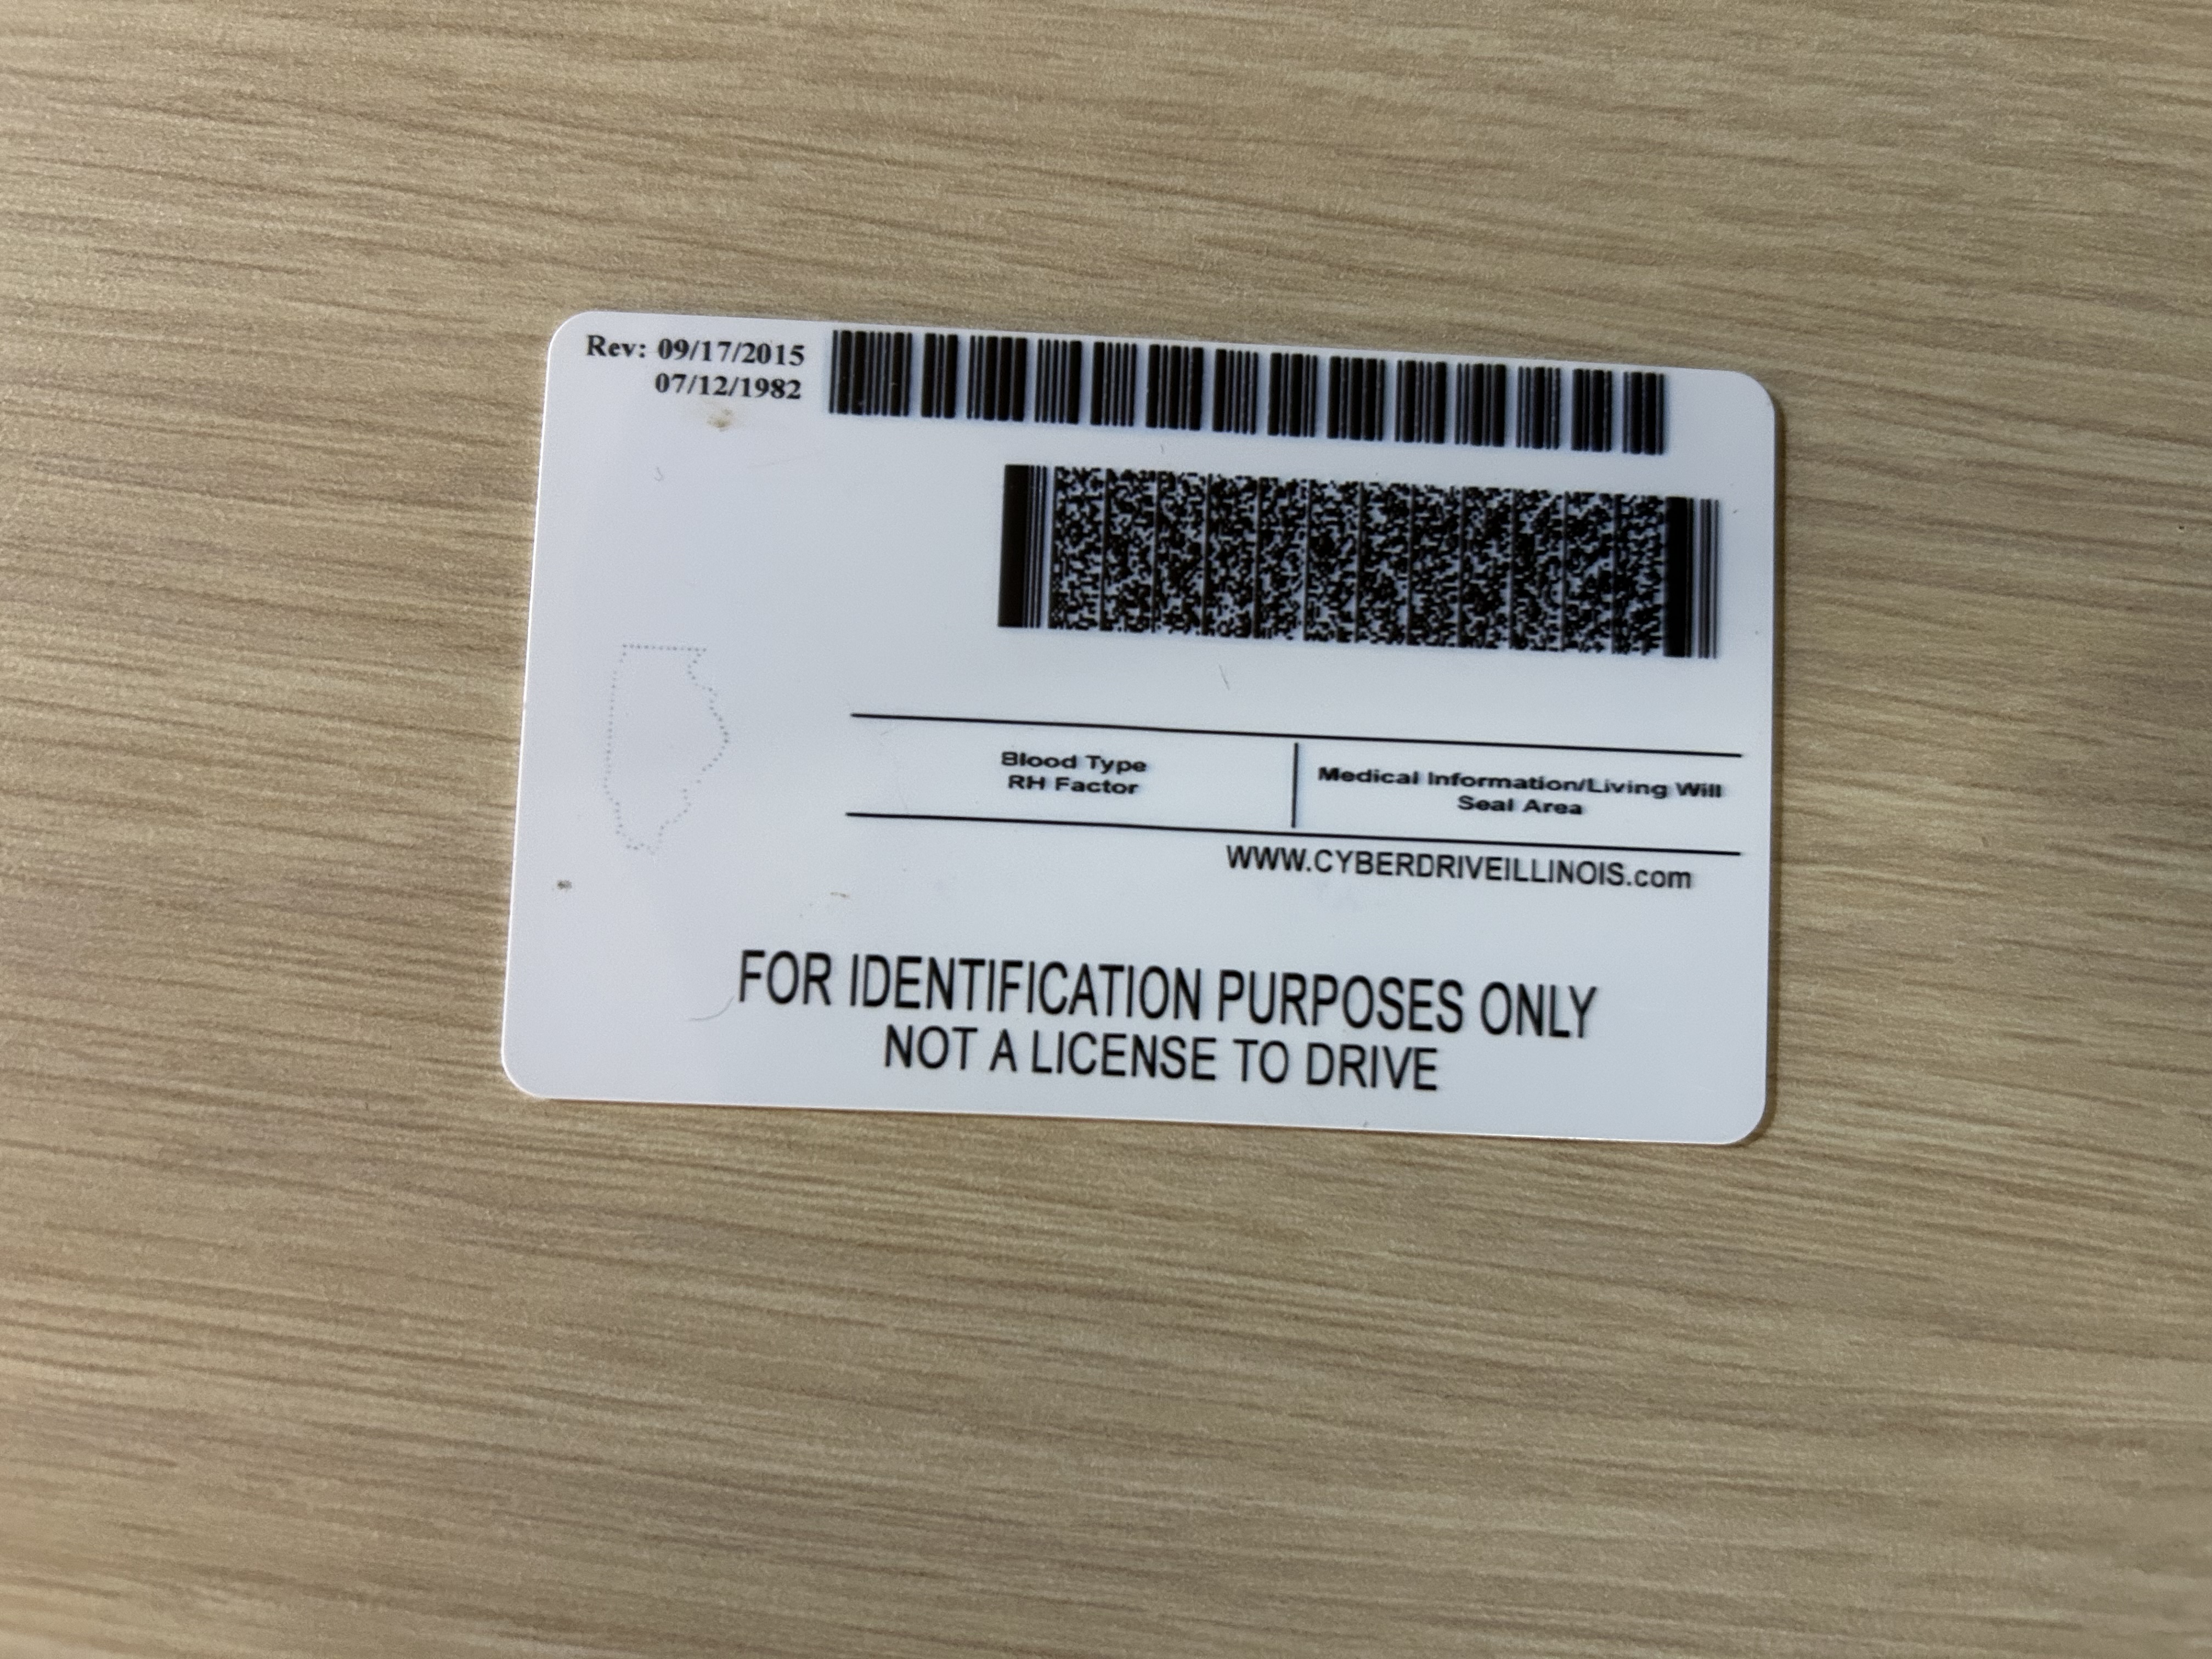 Rev: 09/17/2015
07/12/1982
Blood Type
RH Factor
Medical Information/Living Will
Seal Area
WWW.CYBERDRIVEILLINOIS.com
FOR IDENTIFICATION PURPOSES ONLY
NOT A LICENSE TO DRIVE